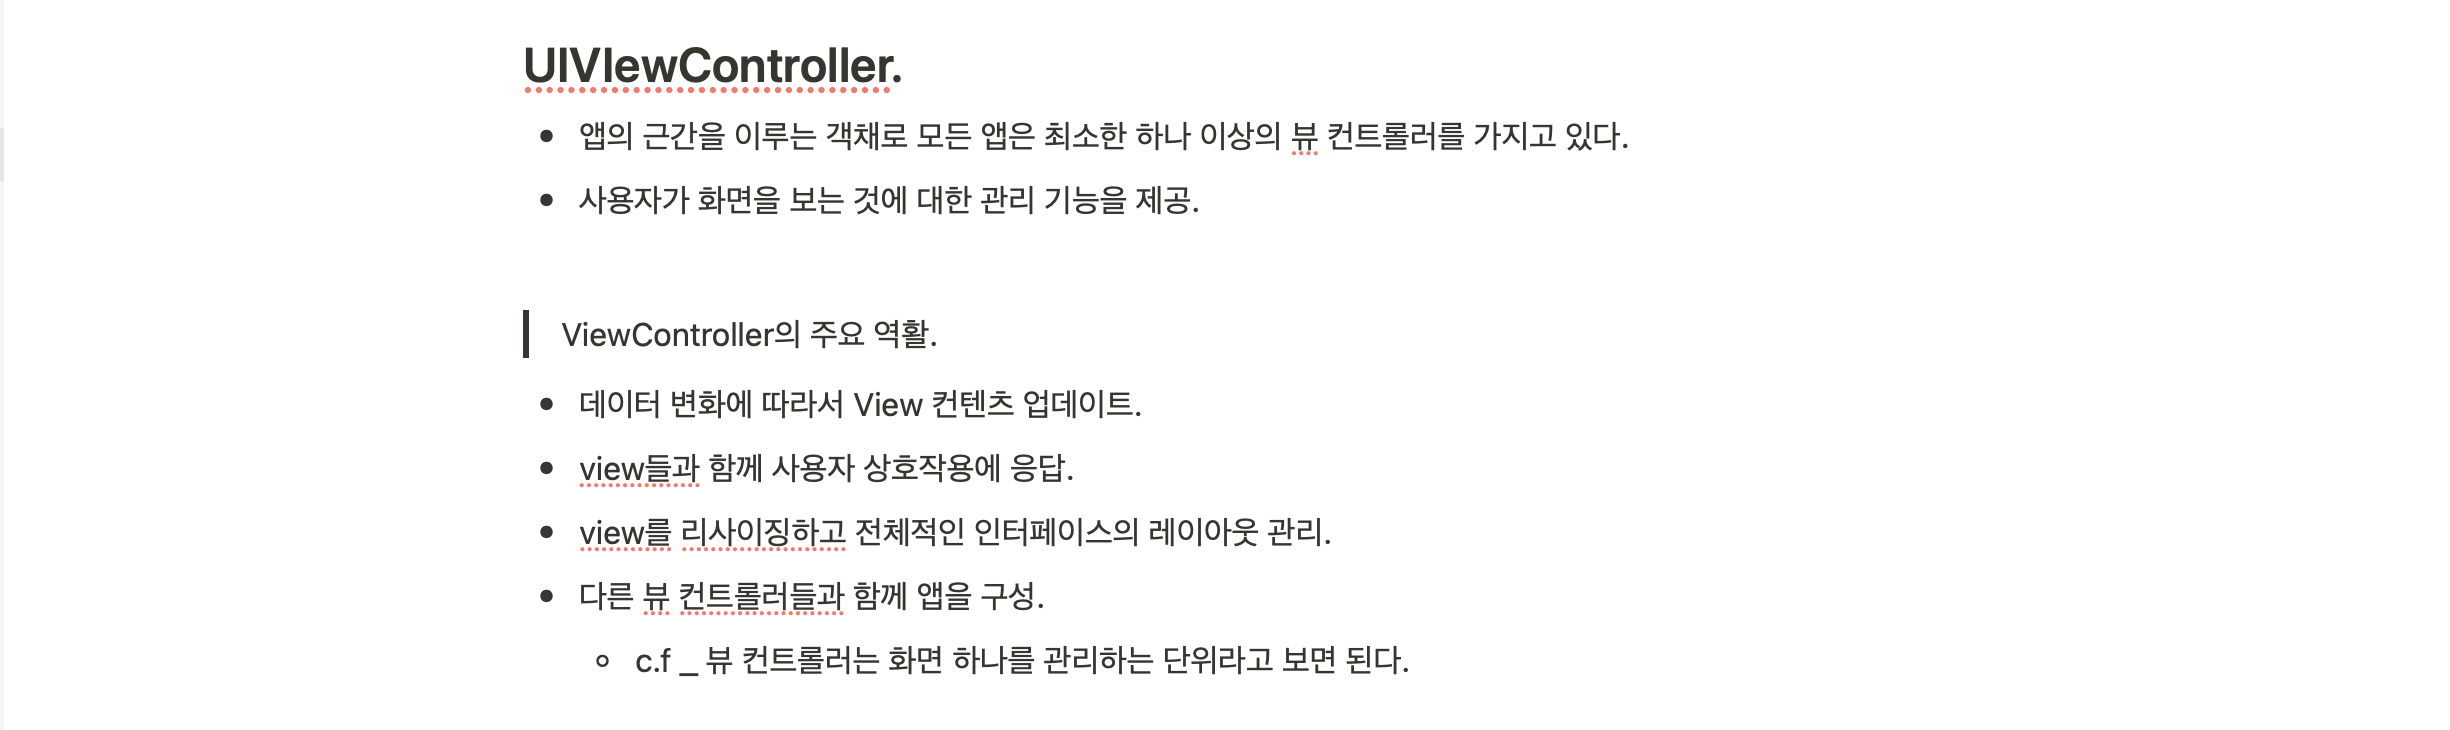 UIVIewController.
앱의 근간을 이루는 객채로 모든 앱은 최소한 하나 이상의 뷰 컨트롤러를 가지고 있다.
사용자가 화면을 보는 것에 대한 관리 기능을 제공.
ViewController의 주요 역활.
데이터 변화에 따라서 View 컨텐츠 업데이트.
view들과 함께 사용자 상호작용에 응답.
view를 리사이징하고 전체적인 인터페이스의 레이아웃 관리.
다른 뷰 컨트롤러들과 함께 앱을 구성.
c.f _ 뷰 컨트롤러는 화면 하나를 관리하는 단위라고 보면 된다.